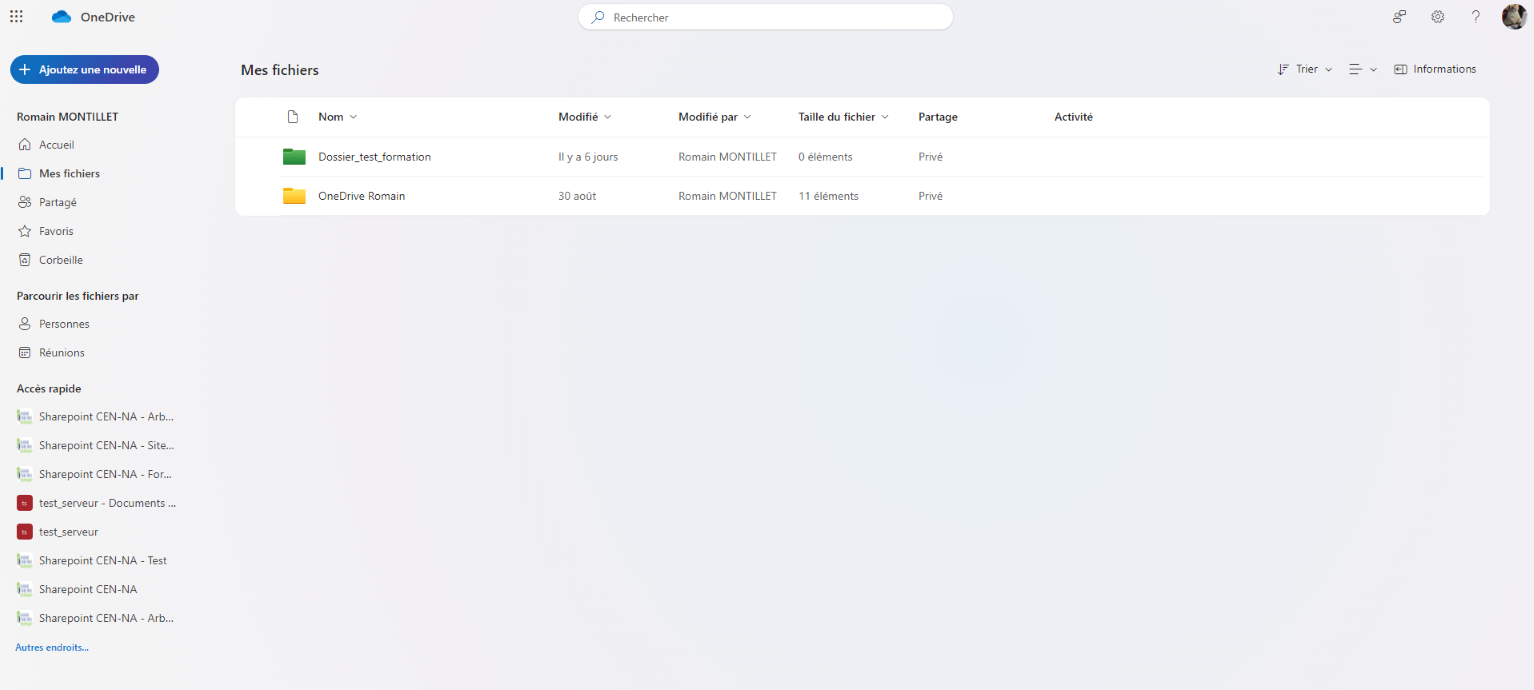 OneDrive
Rechercher
Ajoutez une nouvelle
Romain MONTILLET
Accueil
Mes fichiers
Partagé
Favoris
Corbeille
Parcourir les fichiers par
Personnes
Réunions
Accès rapide
Sharepoint CEN-NA - Arb...
Sharepoint CEN-NA - Site...
Sharepoint CEN-NA - For...
ts test_serveur - Documents ...
ts test_serveur
Sharepoint CEN-NA - Test
Sharepoint CEN-NA
Sharepoint CEN-NA - Arb...
Autres endroits...
Mes fichiers
Trier
Informations
Nom Modifié Modifié par Taille du fichier Partage Activité
Dossier_test_formation Il y a 6 jours Romain MONTILLET 0 éléments Privé
OneDrive Romain 30 août Romain MONTILLET 11 éléments Privé